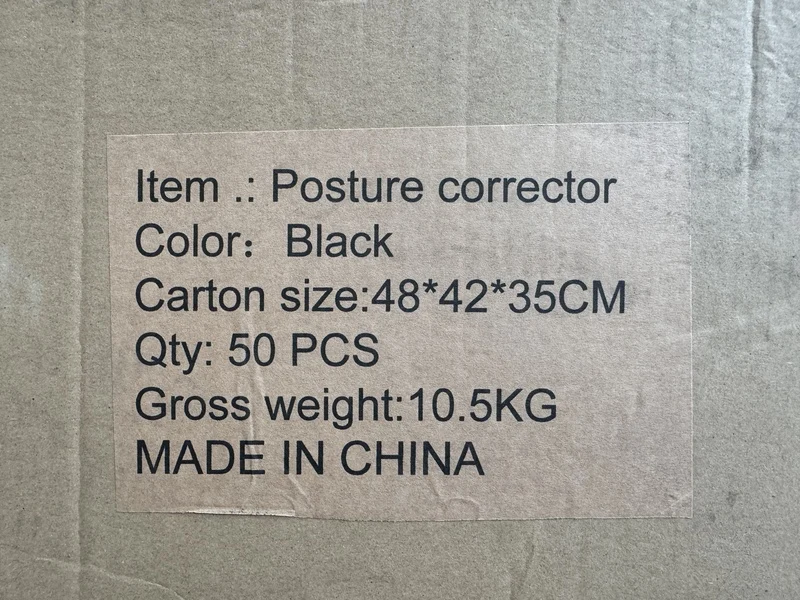 Item .: Posture corrector
Color： Black
Carton size:48*42*35CM
Qty: 50 PCS
Gross weight:10.5KG
MADE IN CHINA